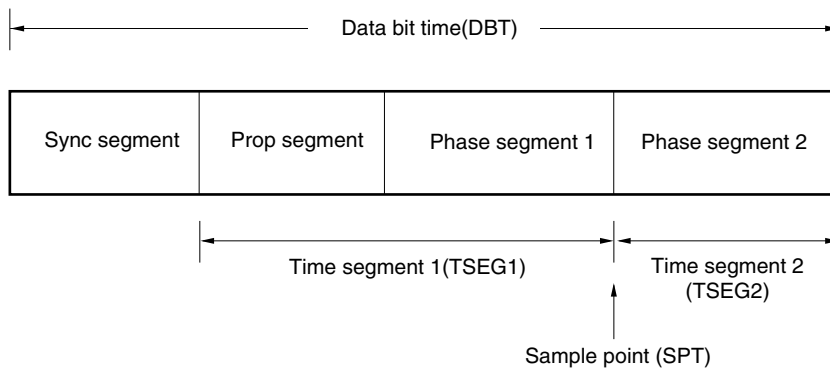 Data bit time(DBT)
Sync segment
Prop segment
Phase segment 1
Phase segment 2
Time segment 1(TSEG1)
Time segment 2
(TSEG2)
Sample point (SPT)